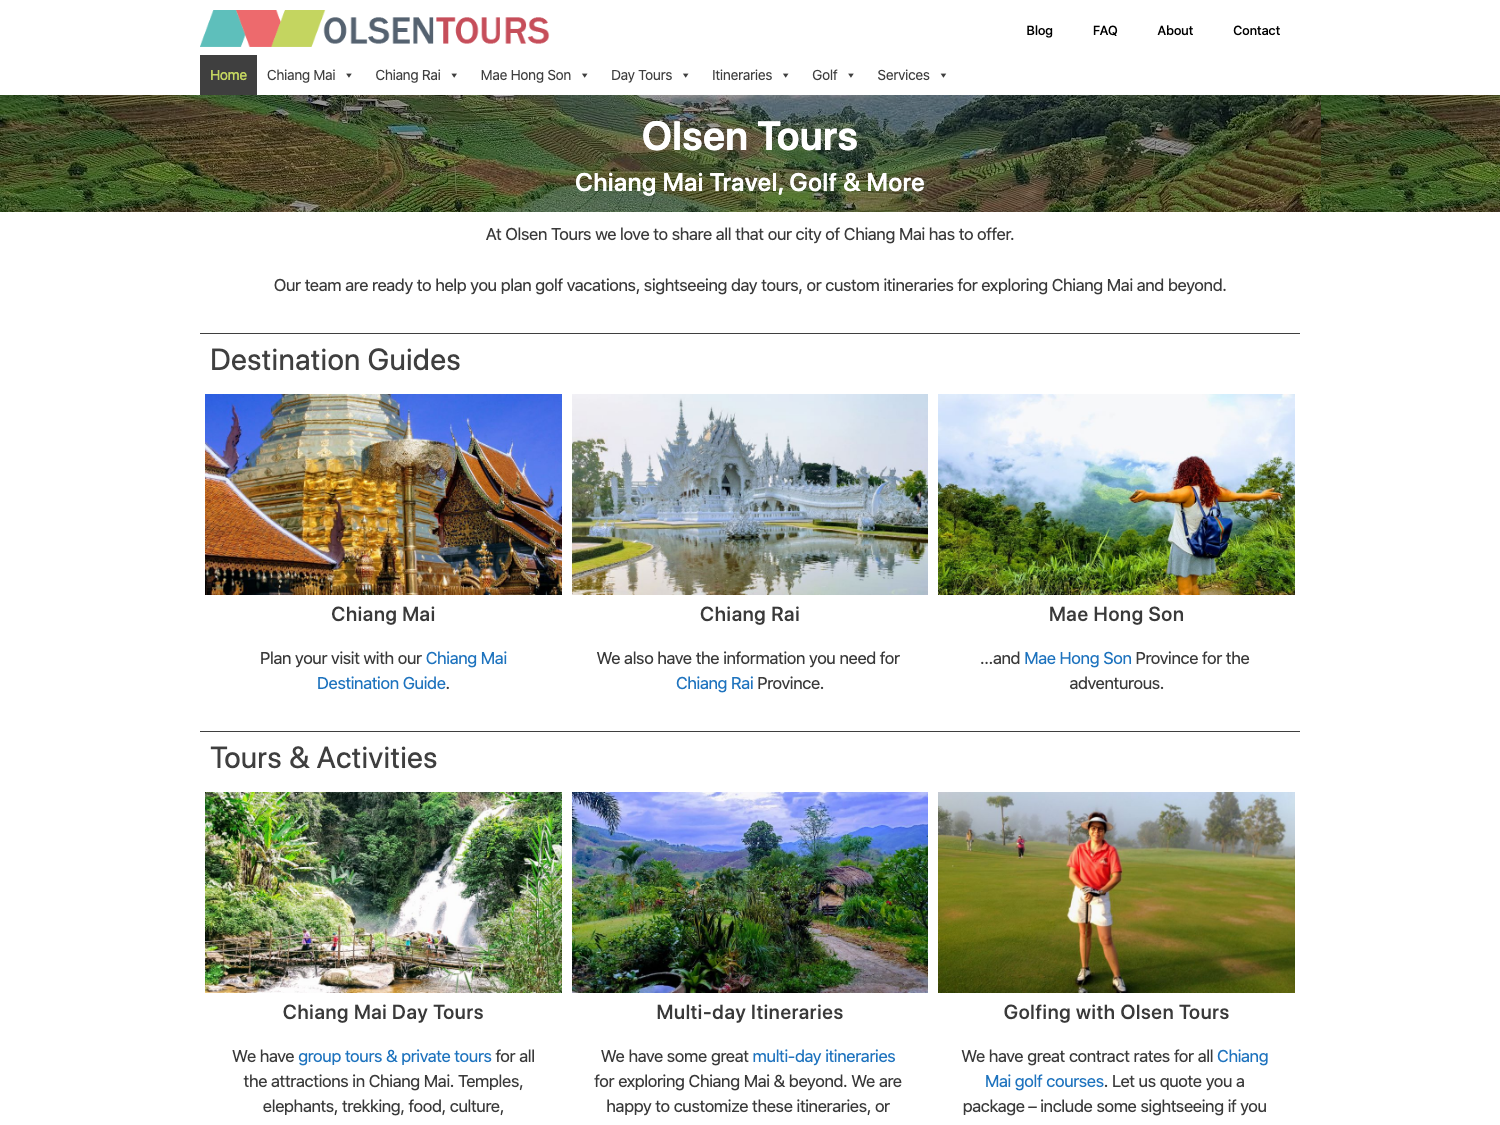 OLSENTOURS
Blog FAQ About Contact
Home Chiang Mai Chiang Rai Mae Hong Son Day Tours Itineraries Golf Services
Olsen Tours
Chiang Mai Travel, Golf & More
At Olsen Tours we love to share all that our city of Chiang Mai has to offer.
Our team are ready to help you plan golf vacations, sightseeing day tours, or custom itineraries for exploring Chiang Mai and beyond.
Destination Guides
Chiang Mai
Plan your visit with our Chiang Mai
Destination Guide.
Chiang Rai
We also have the information you need for
Chiang Rai Province.
Mae Hong Son
...and Mae Hong Son Province for the
adventurous.
Tours & Activities
Chiang Mai Day Tours
We have group tours & private tours for all
the attractions in Chiang Mai. Temples,
elephants, trekking, food, culture,
Multi-day Itineraries
We have some great multi-day itineraries
for exploring Chiang Mai & beyond. We are
happy to customize these itineraries, or
Golfing with Olsen Tours
We have great contract rates for all Chiang
Mai golf courses. Let us quote you a
package – include some sightseeing if you